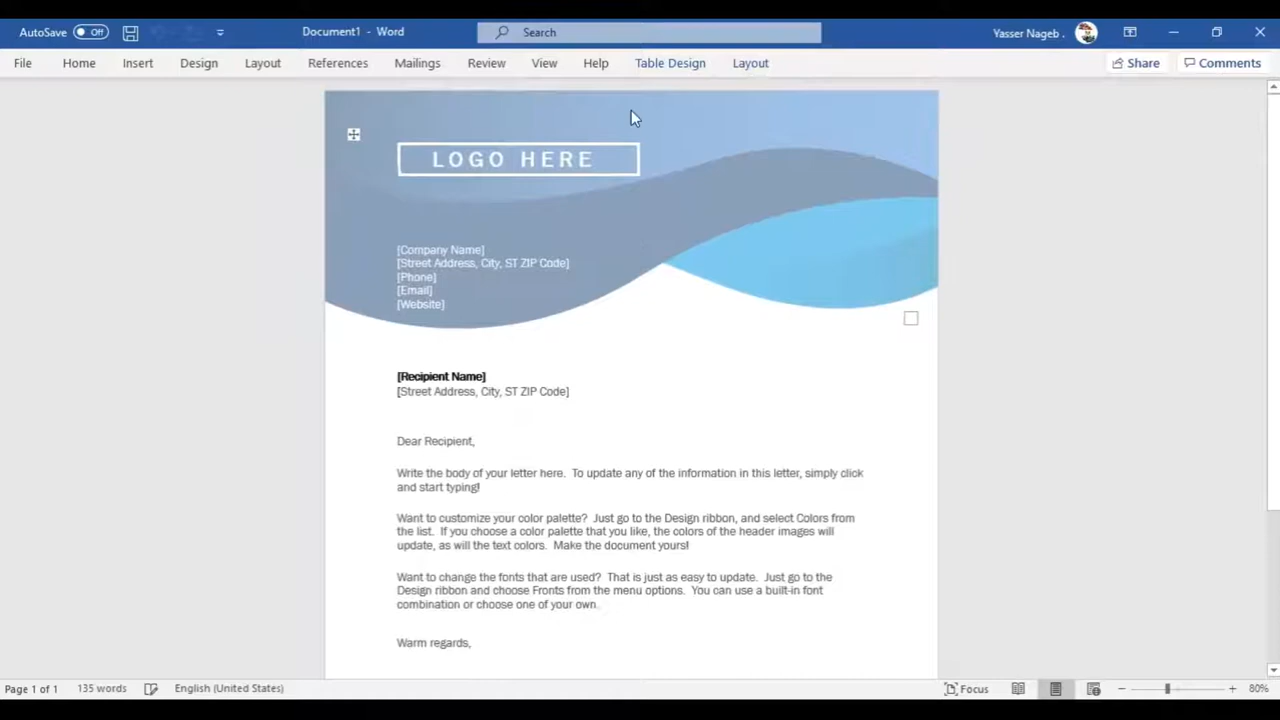 AutoSave Off Document1 - Word Search Yasser Nageb .
File Home Insert Design Layout References Mailings Review View Help Table Design Layout Share Comments
LOGO HERE
[Company Name]
[Street Address, City, ST ZIP Code]
[Phone]
[Email]
[Website]
[Recipient Name]
[Street Address, City, ST ZIP Code]
Dear Recipient,
Write the body of your letter here. To update any of the information in this letter, simply click
and start typing!
Want to customize your color palette? Just go to the Design ribbon, and select Colors from
the list. If you choose a color palette that you like, the colors of the header images will
update, as will the text colors. Make the document yours!
Want to change the fonts that are used? That is just as easy to update. Just go to the
Design ribbon and choose Fronts from the menu options. You can use a built-in font
combination or choose one of your own.
Warm regards,
Page 1 of 1 135 words English (United States) Focus 80%